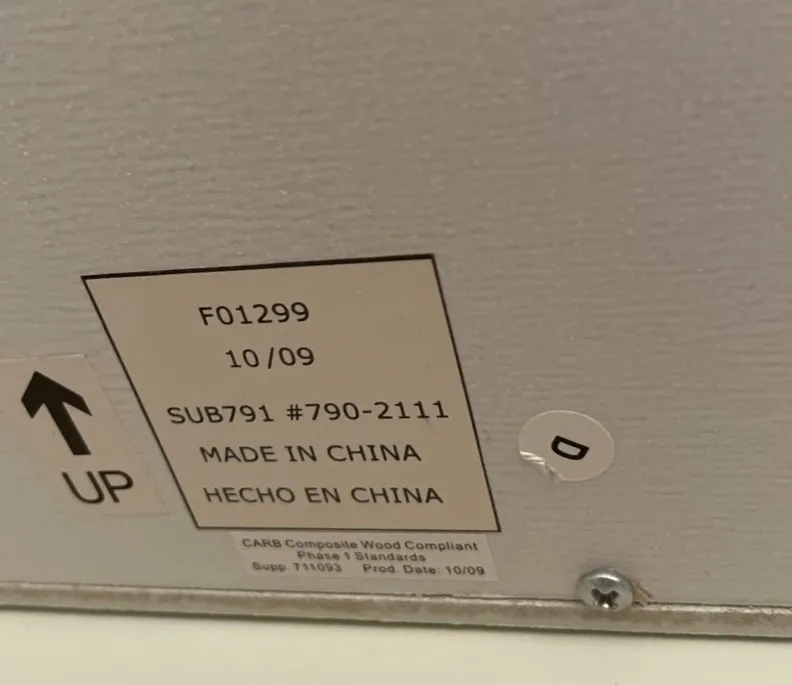 F01299
10/09
SUB791 #790-2111
MADE IN CHINA
HECHO EN CHINA
UP
D
CARB Composite Wood Compliant
Phase 1 Standards
Supp. 711093 Prod. Date: 10/09